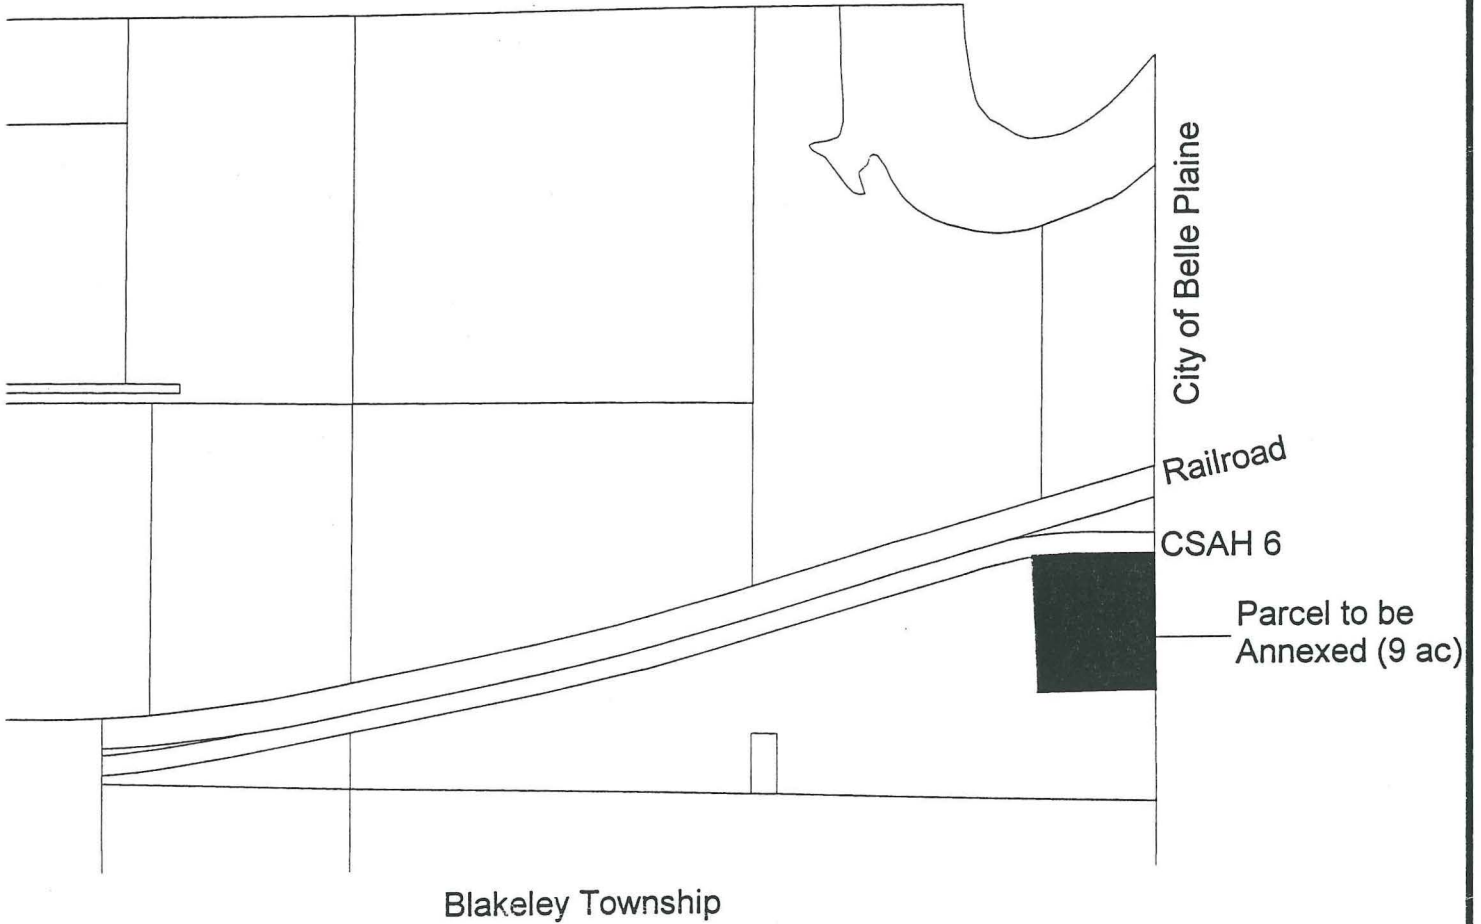 City of Belle Plaine
Railroad
CSAH 6
Parcel to be
Annexed (9 ac)
Blakeley Township